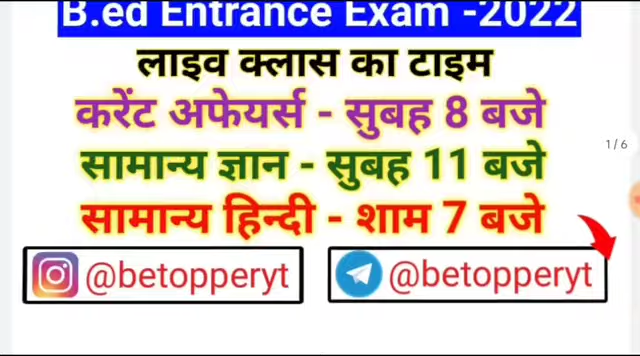 B.ed Entrance Exam -2022
लाइव क्लास का टाइम
करेंट अफेयर्स - सुबह 8 बजे
1/6
सामान्य ज्ञान - सुबह 11 बजे
सामान्य हिन्दी - शाम 7 बजे
@betopperyt @betopperyt